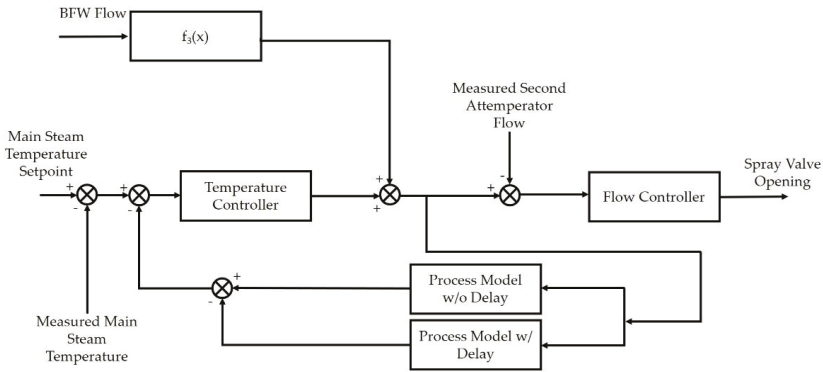 BFW Flow
f₃(x)
Measured Second
Attemperator
Flow
-
+
+
+
Main Steam
Temperature
Setpoint
+
-
+
-
Temperature
Controller
Flow Controller
Spray Valve
Opening
+
-
Process Model
w/o Delay
Process Model w/
Delay
Measured Main
Steam
Temperature